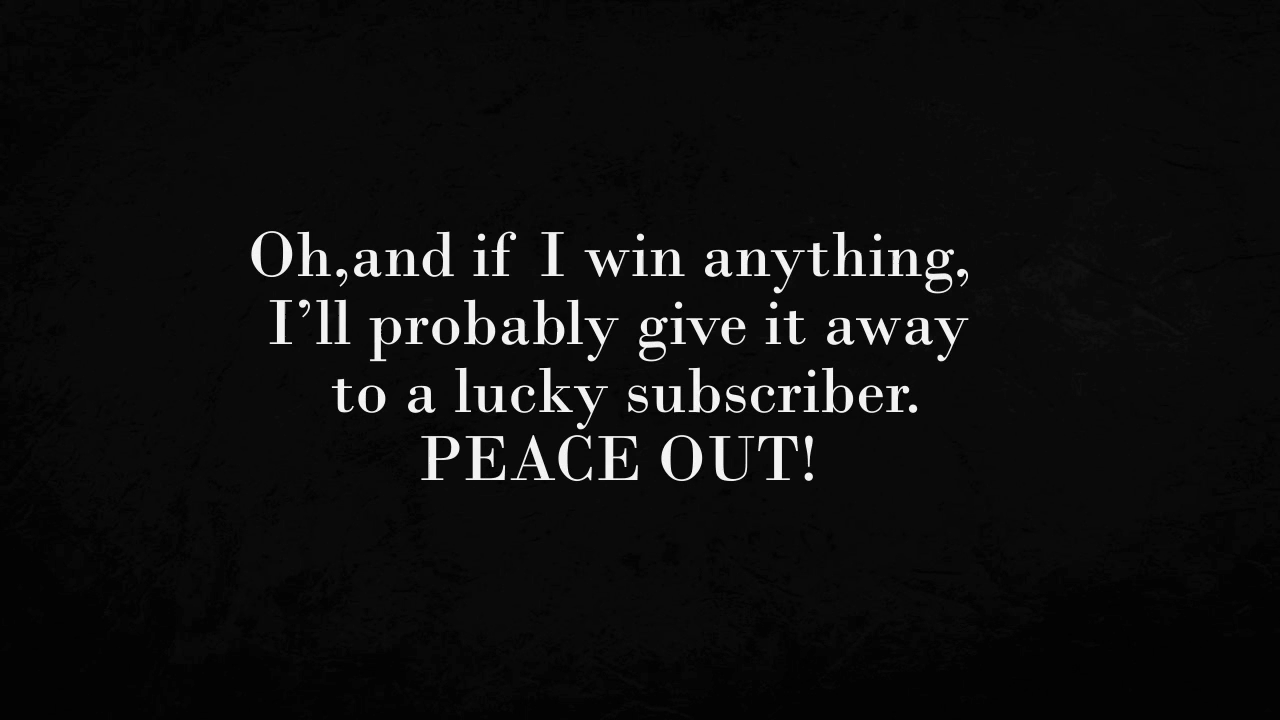 Oh,and if I win anything,
I’ll probably give it away
to a lucky subscriber.
PEACE OUT!